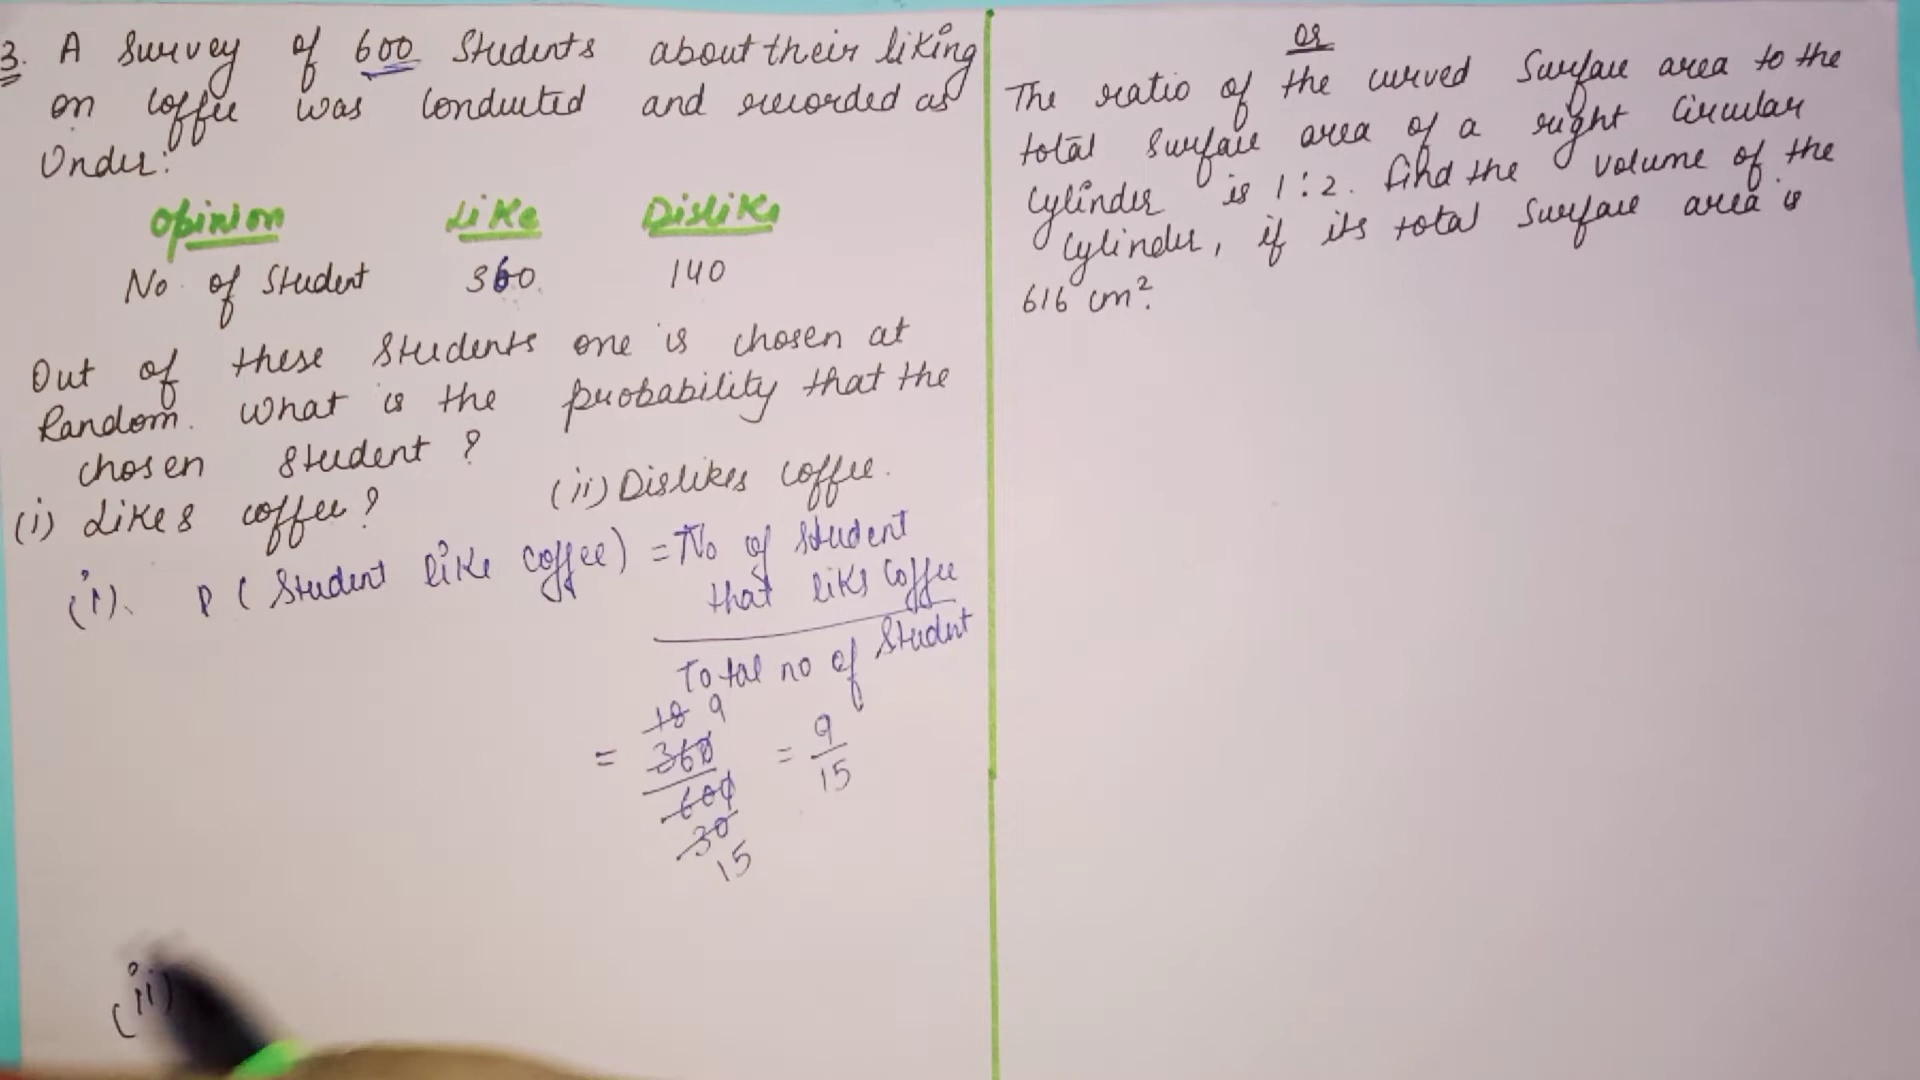 3. A Survey of 600 Students about their liking
on Coffee was Conducted and recorded as
Under:
Opinion Like Dislike
No. of Student 360 140
Out of these Students one is chosen at
Random. What is the probability that the
chosen Student?
(i) Likes coffee? (ii) Dislikes coffee.
(i). P (Student like coffee) = No of Student
that liks Coffee
Total no of Student
18 9
= 360 = 9
600 15
30
15
(ii)
or
The ratio of the curved Surface area to the
total Surface area of a right Circular
Cylinder is 1:2. find the volume of the
Cylinder, if its total Surface area is
616 cm².